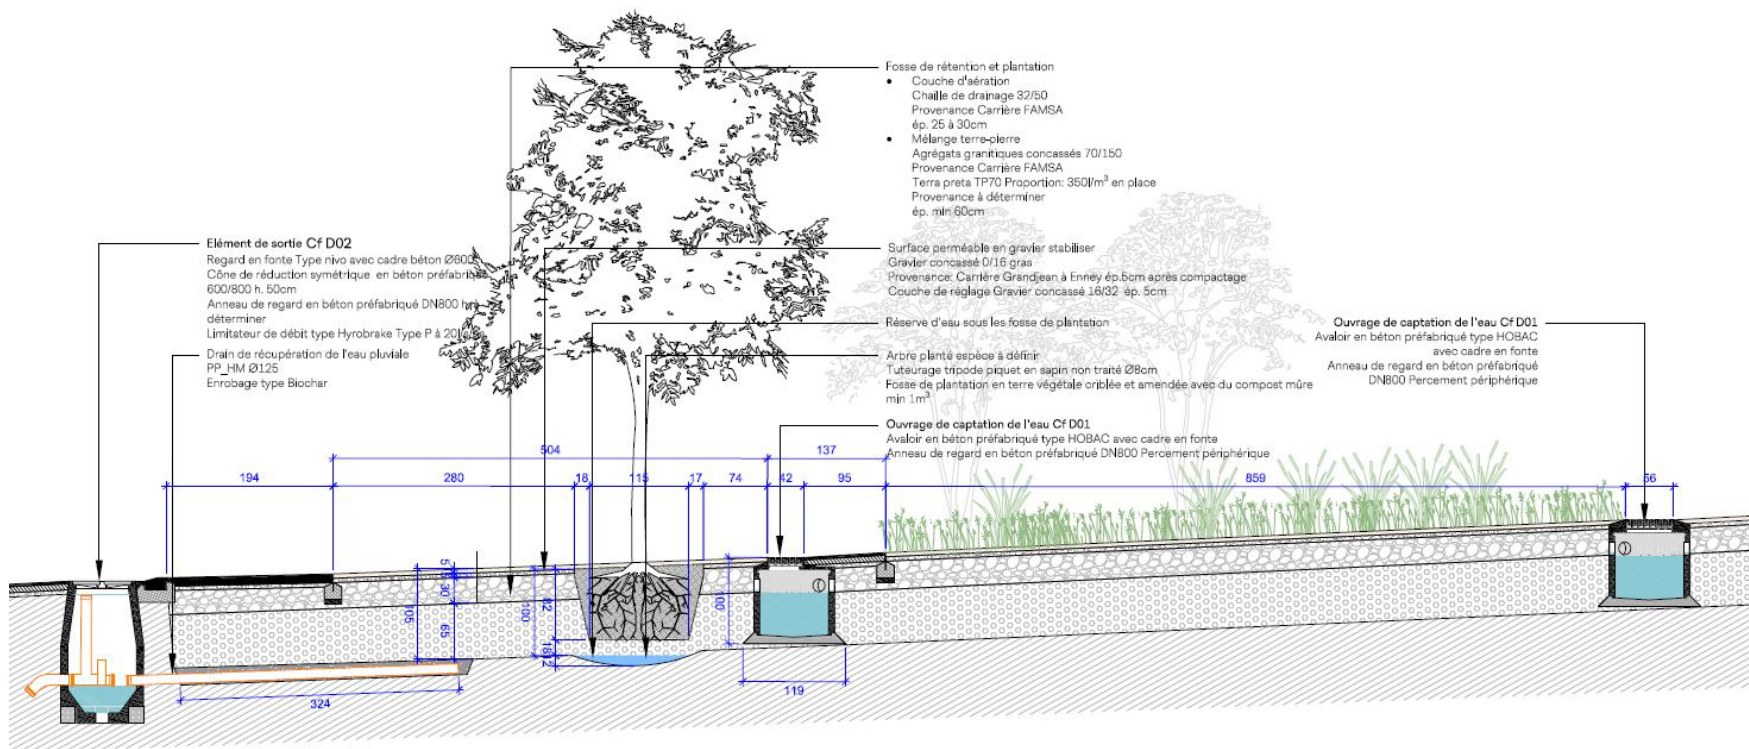 Fosse de rétention et plantation
• Couche d'aération
Chaille de drainage 32/50
Provenance Carrière FAMSA
ép. 25 à 30cm
• Mélange terre-pierre
Agrégats granitiques concassés 70/150
Provenance Carrière FAMSA
Terra preta TP70 Proportion: 350l/m³ en place
Provenance à déterminer
ép. min 60cm
Elément de sortie Cf D02
Regard en fonte Type nivo avec cadre béton Ø600
Cône de réduction symétrique en béton préfabriqué
600/800 h. 50cm
Anneau de regard en béton préfabriqué DN800 h. à
déterminer
Limitateur de débit type Hyrobrake Type P à 20l
Drain de récupération de l'eau pluviale
PP_HM Ø125
Enrobage type Biochar
Surface perméable en gravier stabiliser
Gravier concassé 0/16 gras
Provenance: Carrière Grandjean à Enney ép.5cm après compactage
Couche de réglage Gravier concassé 16/32 ép. 5cm
Réserve d'eau sous les fosse de plantation
Arbre planté espèce à définir
Tuteurage tripode piquet en sapin non traité Ø8cm
Fosse de plantation en terre végétale criblée et amendée avec du compost mûre
min 1m³
Ouvrage de captation de l'eau Cf D01
Avaloir en béton préfabriqué type HOBAC avec cadre en fonte
Anneau de regard en béton préfabriqué DN800 Percement périphérique
Ouvrage de captation de l'eau Cf D01
Avaloir en béton préfabriqué type HOBAC
avec cadre en fonte
Anneau de regard en béton préfabriqué
DN800 Percement périphérique
504
137
194
280
18
115
17
74
42
95
859
56
5
30
65
105
100
82
18
12
100
119
324